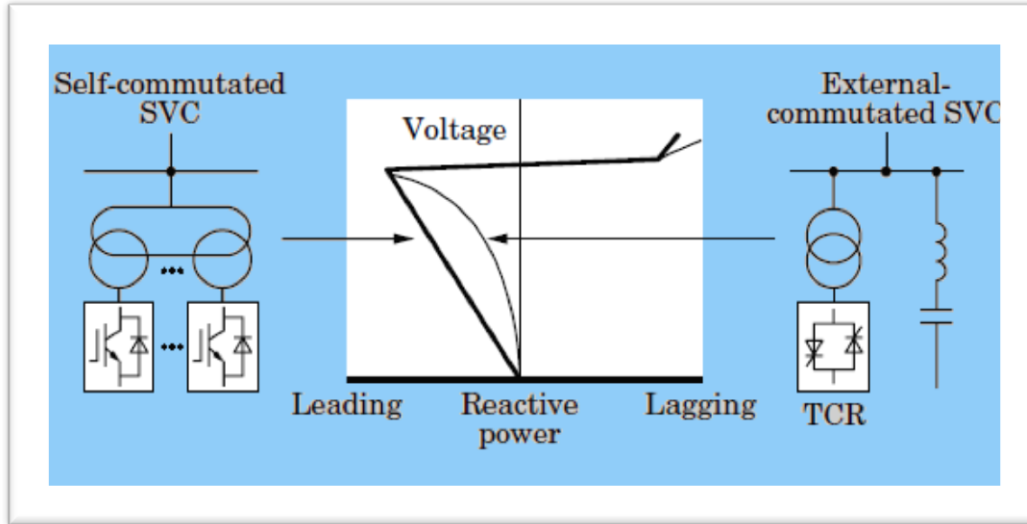 Self-commutated
SVC
External-
commutated SVC
Voltage
Leading
Reactive
power
Lagging
TCR